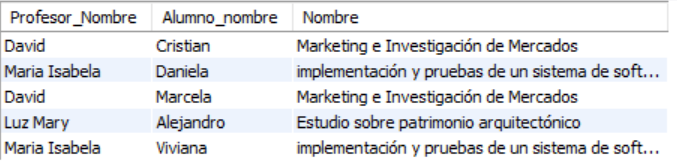 Profesor_Nombre Alumno_nombre Nombre
David Cristian Marketing e Investigación de Mercados
Maria Isabela Daniela implementación y pruebas de un sistema de soft...
David Marcela Marketing e Investigación de Mercados
Luz Mary Alejandro Estudio sobre patrimonio arquitectónico
Maria Isabela Viviana implementación y pruebas de un sistema de soft...